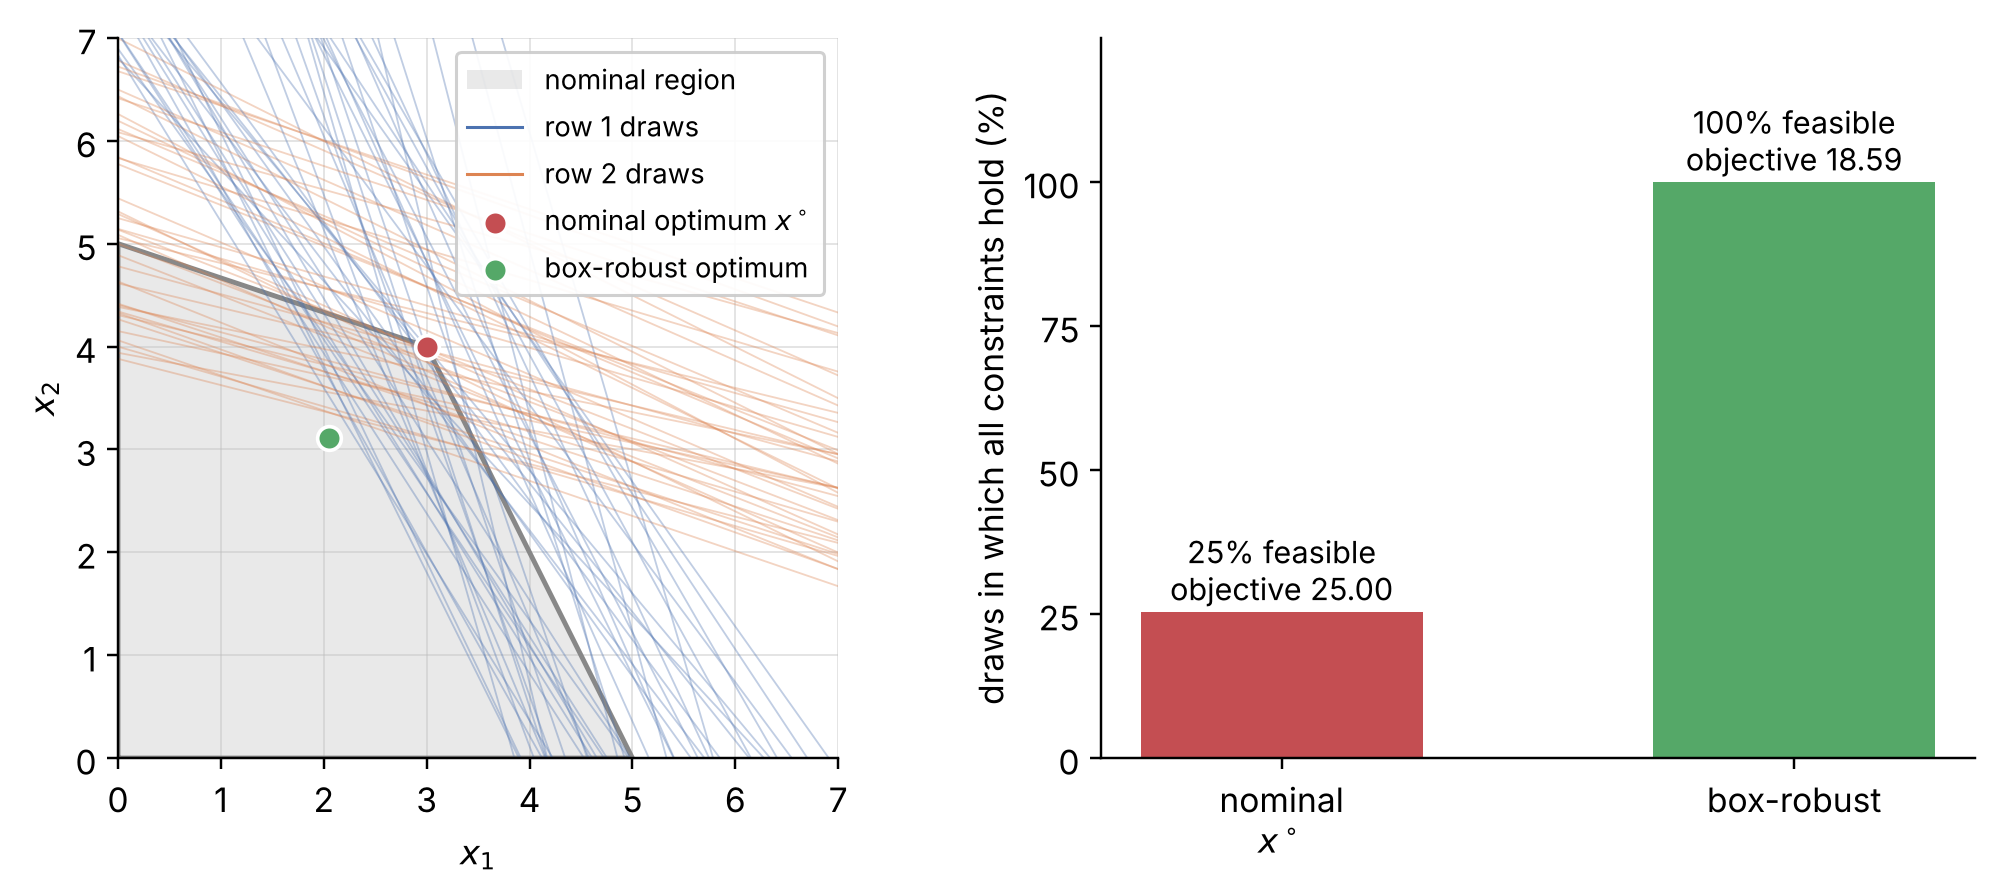 7
6
5
4
3
2
1
0
x₂
0 1 2 3 4 5 6 7
x₁
nominal region
row 1 draws
row 2 draws
nominal optimum x°
box-robust optimum
draws in which all constraints hold (%)
100
75
50
25
0
25% feasible
objective 25.00
100% feasible
objective 18.59
nominal
x°
box-robust